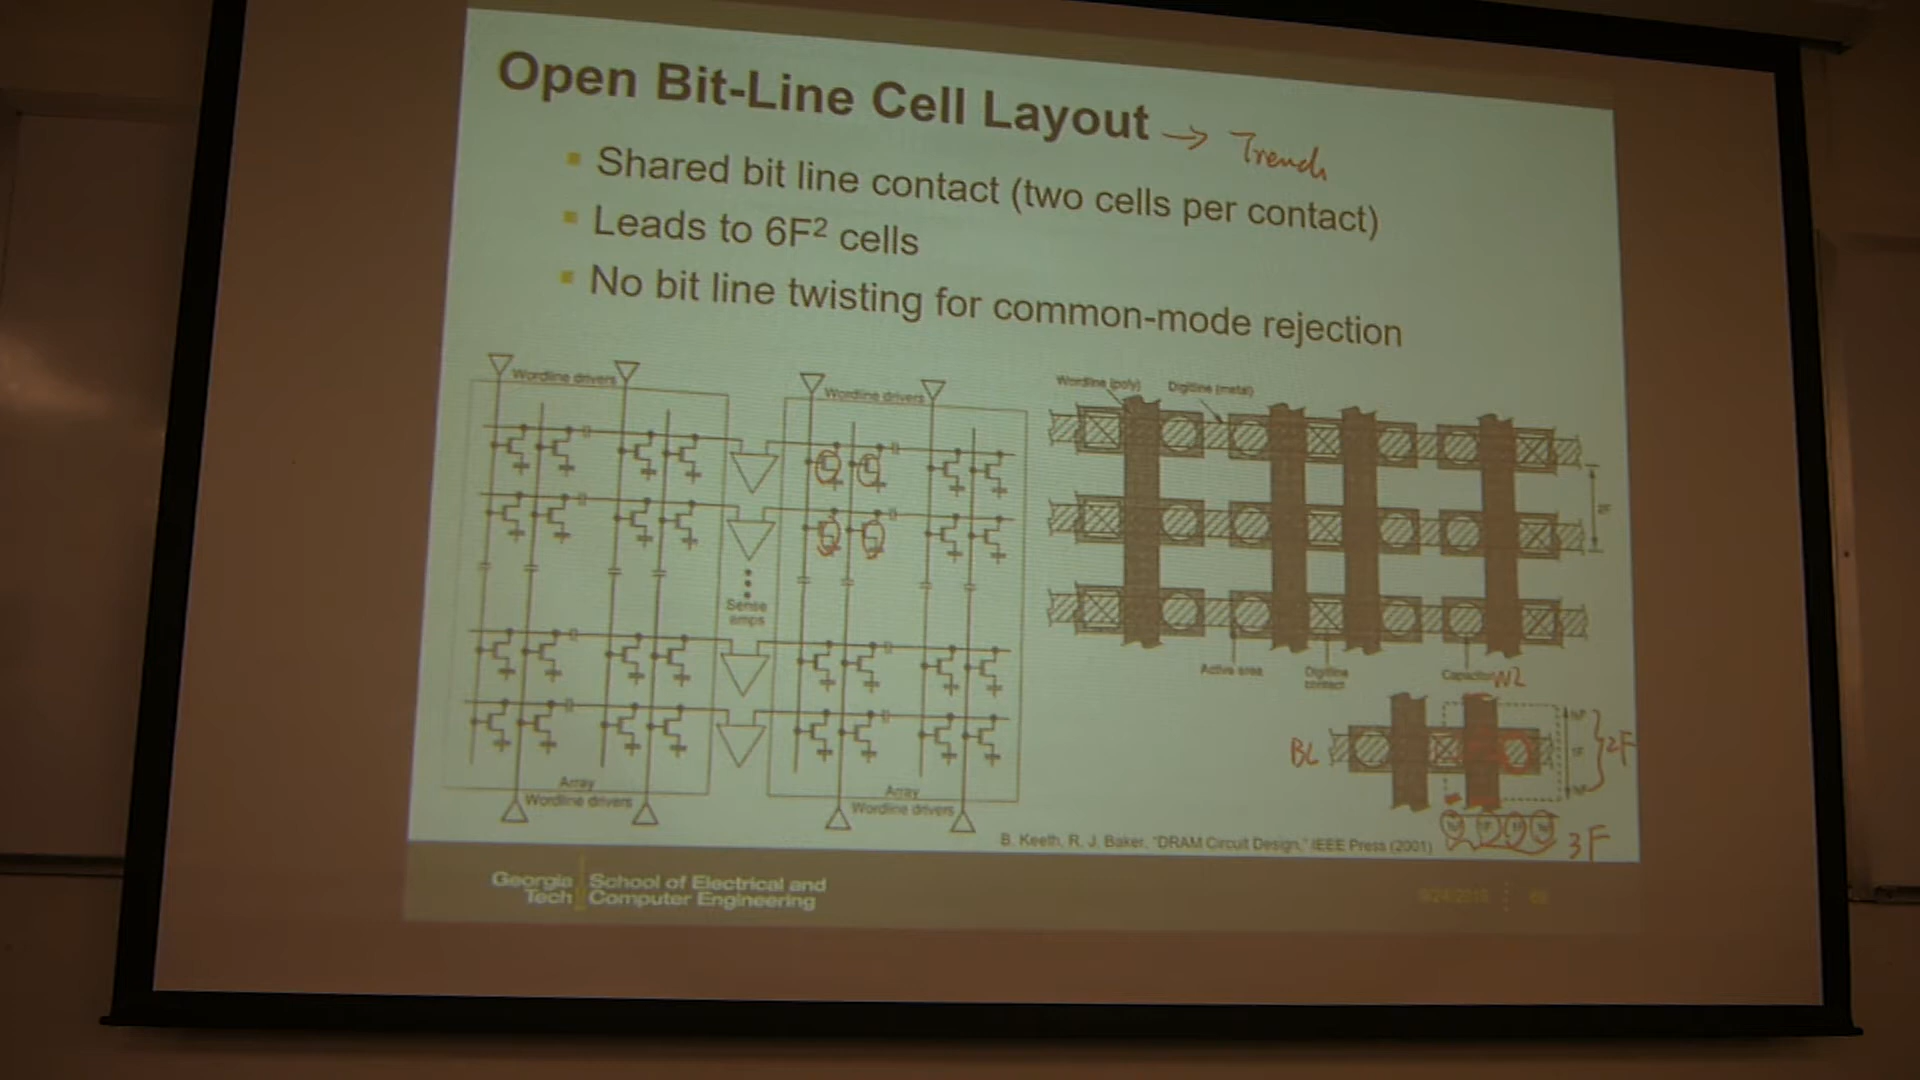 Open Bit-Line Cell Layout → Trend
Shared bit line contact (two cells per contact)
Leads to 6F² cells
No bit line twisting for common-mode rejection
Wordline drivers
Wordline drivers
Wordline (poly)
Digitline (metal)
2F
Sense
amps
Active area
Digitline
contact
Capacitor
WL
BL
2F
Array
Wordline drivers
Array
Wordline drivers
3F
B. Keeth, R. J. Baker, "DRAM Circuit Design," IEEE Press (2001)
Georgia
Tech
School of Electrical and
Computer Engineering